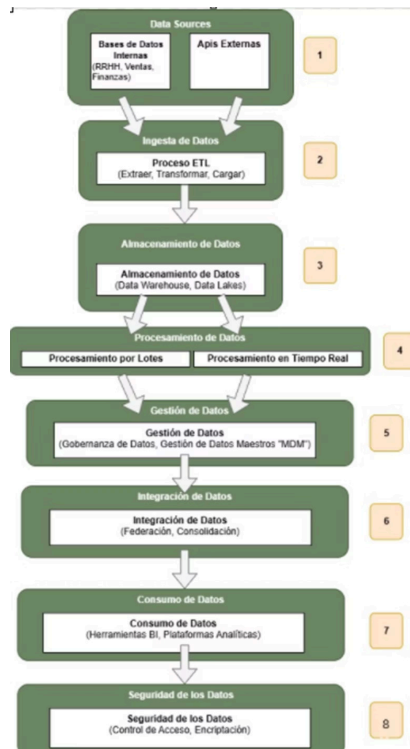 Data Sources
Bases de Datos
Internas
(RRHH, Ventas,
Finanzas)
Apis Externas
1
Ingesta de Datos
Proceso ETL
(Extraer, Transformar, Cargar)
2
Almacenamiento de Datos
Almacenamiento de Datos
(Data Warehouse, Data Lakes)
3
Procesamiento de Datos
Procesamiento por Lotes
Procesamiento en Tiempo Real
4
Gestión de Datos
Gestión de Datos
(Gobernanza de Datos, Gestión de Datos Maestros "MDM")
5
Integración de Datos
Integración de Datos
(Federación, Consolidación)
6
Consumo de Datos
Consumo de Datos
(Herramientas BI, Plataformas Analíticas)
7
Seguridad de los Datos
Seguridad de los Datos
(Control de Acceso, Encriptación)
8